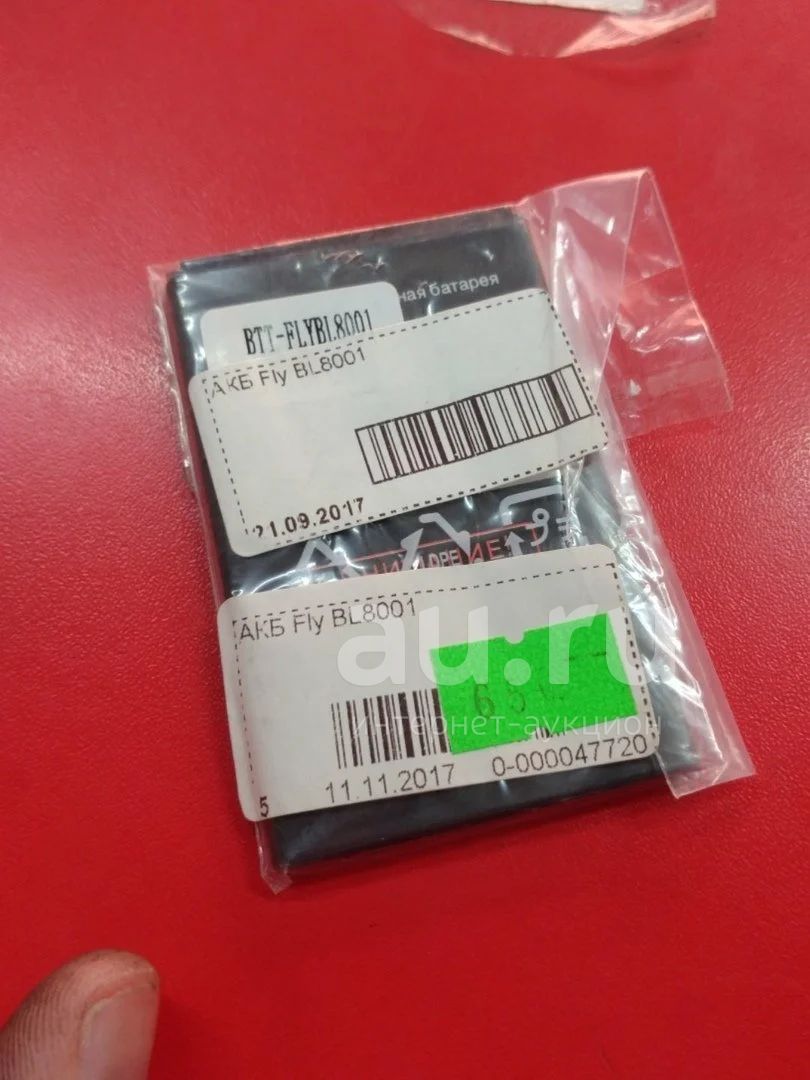 ная батарея
BTT-FLYBL8001
АКБ Fly BL8001
21.09.2017
АКБ Fly BL8001
au.ru
интернет-аукцион
11.11.2017 0-000047720
5